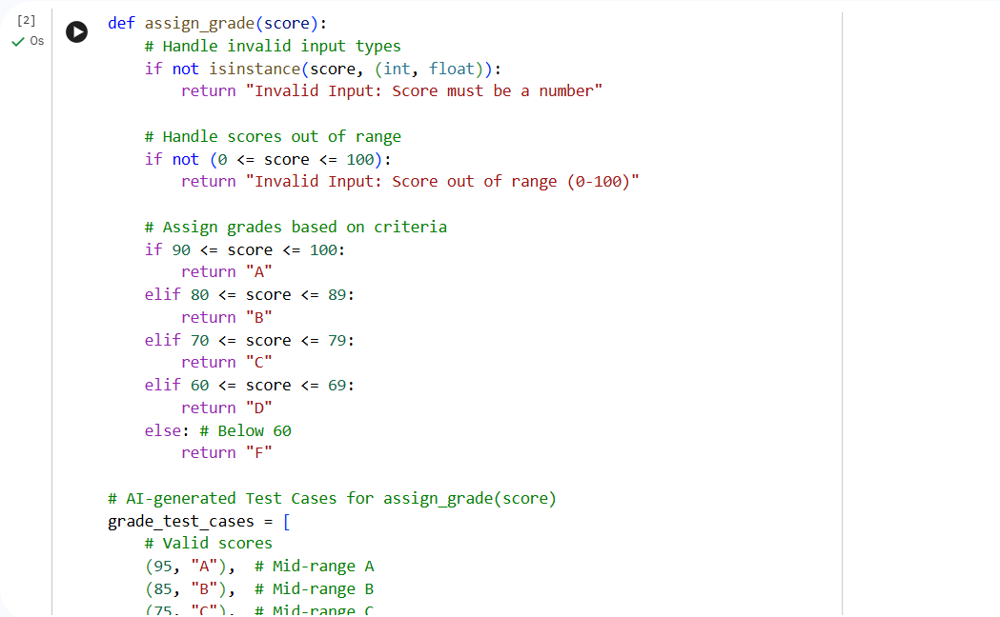 [2]
0s
def assign_grade(score):
    # Handle invalid input types
    if not isinstance(score, (int, float)):
        return "Invalid Input: Score must be a number"

    # Handle scores out of range
    if not (0 <= score <= 100):
        return "Invalid Input: Score out of range (0-100)"

    # Assign grades based on criteria
    if 90 <= score <= 100:
        return "A"
    elif 80 <= score <= 89:
        return "B"
    elif 70 <= score <= 79:
        return "C"
    elif 60 <= score <= 69:
        return "D"
    else: # Below 60
        return "F"

# AI-generated Test Cases for assign_grade(score)
grade_test_cases = [
    # Valid scores
    (95, "A"),  # Mid-range A
    (85, "B"),  # Mid-range B
    (75, "C"),  # Mid-range C